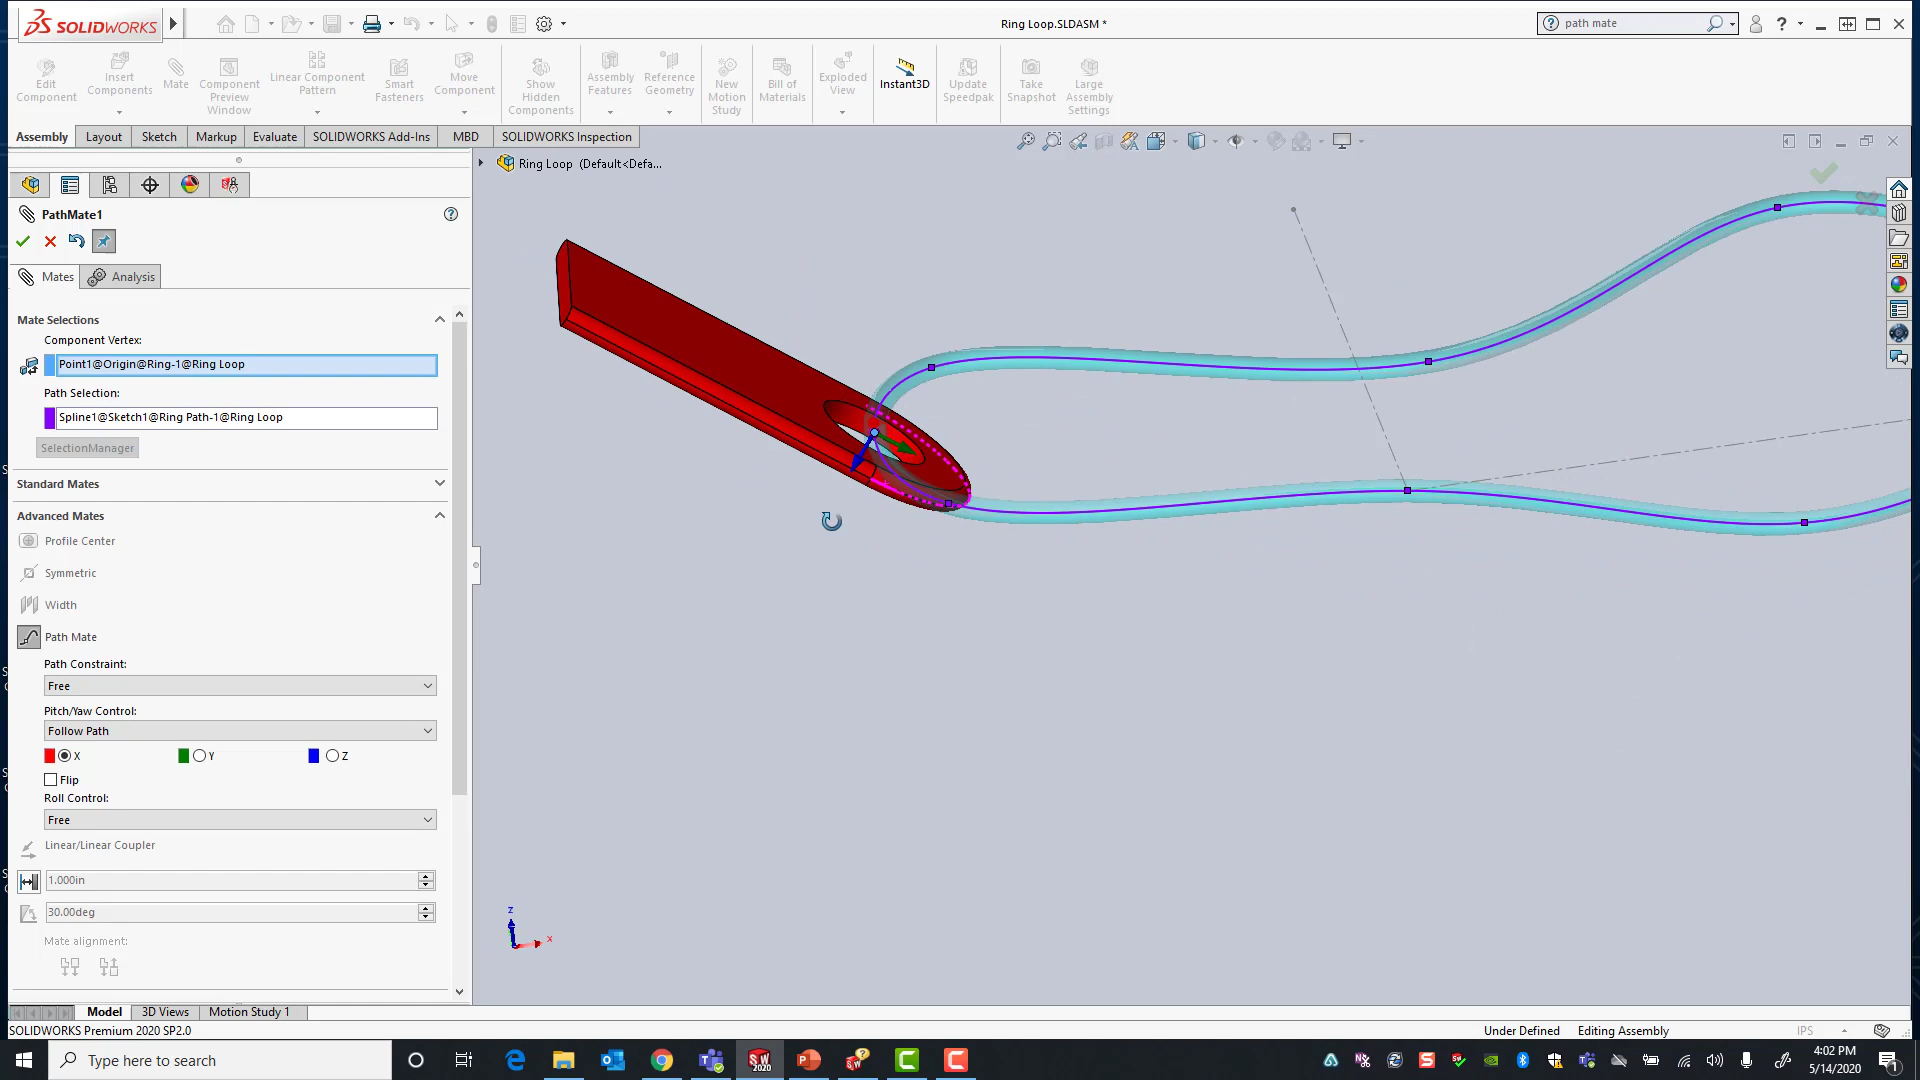 SOLIDWORKS
Ring Loop.SLDASM *
path mate
Edit Component
Insert Components
Mate
Component Preview Window
Linear Component Pattern
Smart Fasteners
Move Component
Show Hidden Components
Assembly Features
Reference Geometry
New Motion Study
Bill of Materials
Exploded View
Instant3D
Update Speedpak
Take Snapshot
Large Assembly Settings
Assembly
Layout
Sketch
Markup
Evaluate
SOLIDWORKS Add-Ins
MBD
SOLIDWORKS Inspection
Ring Loop (Default<Defa...
PathMate1
Mates
Analysis
Mate Selections
Component Vertex:
Point1@Origin@Ring-1@Ring Loop
Path Selection:
Spline1@Sketch1@Ring Path-1@Ring Loop
SelectionManager
Standard Mates
Advanced Mates
Profile Center
Symmetric
Width
Path Mate
Path Constraint:
Free
Pitch/Yaw Control:
Follow Path
X Y Z
Flip
Roll Control:
Free
Linear/Linear Coupler
1.000in
30.00deg
Mate alignment:
z
x
Model
3D Views
Motion Study 1
SOLIDWORKS Premium 2020 SP2.0
Under Defined
Editing Assembly
IPS
Type here to search
SW 2020
4:02 PM
5/14/2020